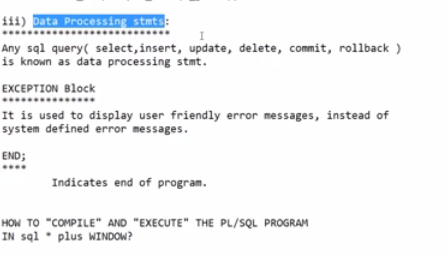 iii) Data Processing stmts:
****************************
Any sql query( select,insert, update, delete, commit, rollback )
is known as data processing stmt.
EXCEPTION Block
***************
It is used to display user friendly error messages, instead of
system defined error messages.
END;
****
Indicates end of program.
HOW TO "COMPILE" AND "EXECUTE" THE PL/SQL PROGRAM
IN sql * plus WINDOW?